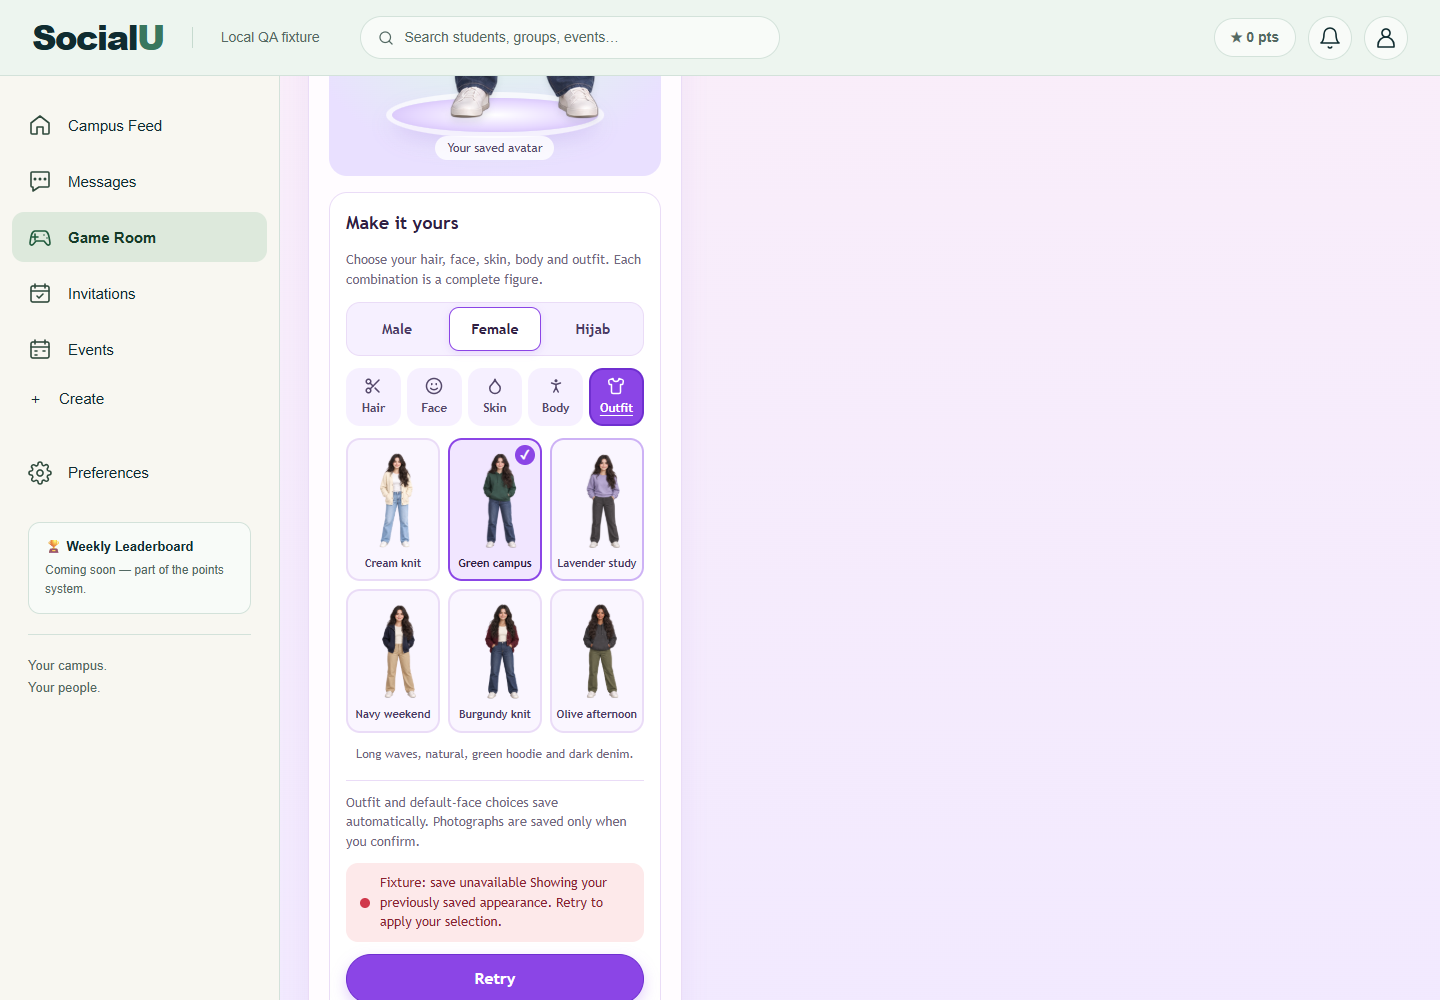 SocialU
Local QA fixture
Search students, groups, events...
★ 0 pts
Campus Feed
Messages
Game Room
Invitations
Events
+ Create
Preferences
Weekly Leaderboard
Coming soon — part of the points
system.
Your campus.
Your people.
Your saved avatar
Make it yours
Choose your hair, face, skin, body and outfit. Each
combination is a complete figure.
Male
Female
Hijab
Hair
Face
Skin
Body
Outfit
Cream knit
Green campus
Lavender study
Navy weekend
Burgundy knit
Olive afternoon
Long waves, natural, green hoodie and dark denim.
Outfit and default-face choices save
automatically. Photographs are saved only when
you confirm.
Fixture: save unavailable Showing your
previously saved appearance. Retry to
apply your selection.
Retry